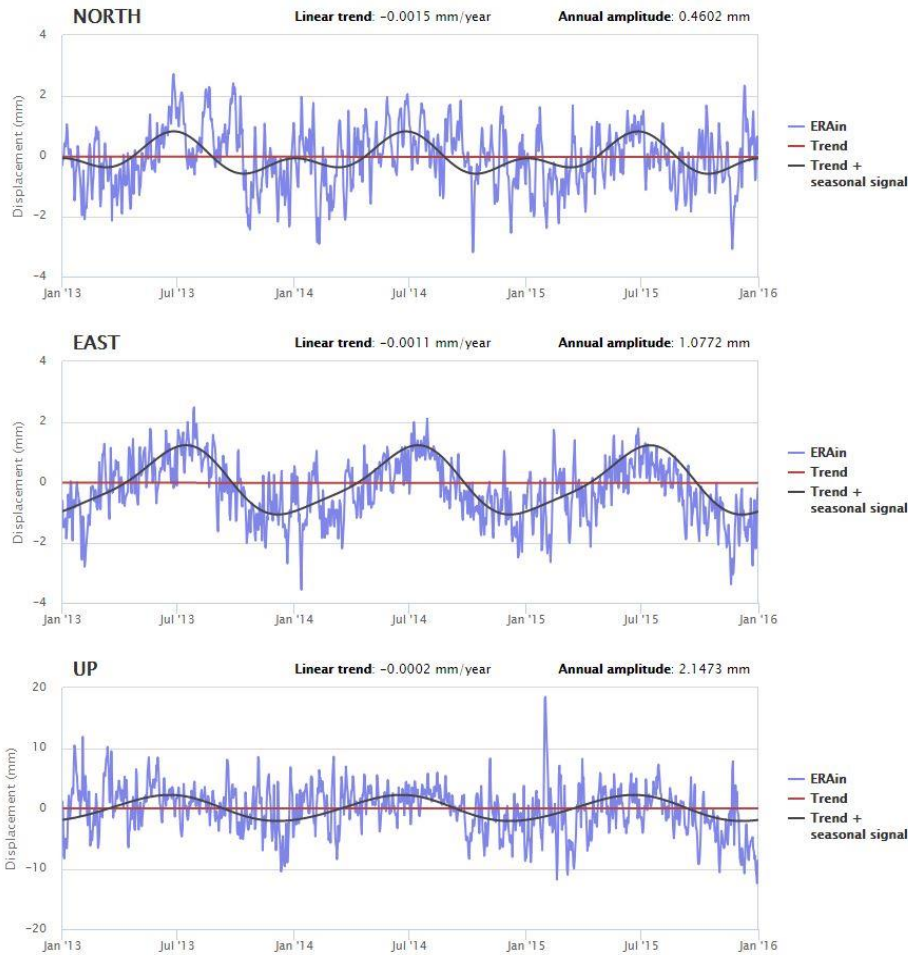 NORTH Linear trend: -0.0015 mm/year Annual amplitude: 0.4602 mm
4
2
0
-2
-4
Displacement (mm)
Jan '13 Jul '13 Jan '14 Jul '14 Jan '15 Jul '15 Jan '16
ERAin
Trend
Trend +
seasonal signal
EAST Linear trend: -0.0011 mm/year Annual amplitude: 1.0772 mm
4
2
0
-2
-4
Displacement (mm)
Jan '13 Jul '13 Jan '14 Jul '14 Jan '15 Jul '15 Jan '16
ERAin
Trend
Trend +
seasonal signal
UP Linear trend: -0.0002 mm/year Annual amplitude: 2.1473 mm
20
10
0
-10
-20
Displacement (mm)
Jan '13 Jul '13 Jan '14 Jul '14 Jan '15 Jul '15 Jan '16
ERAin
Trend
Trend +
seasonal signal